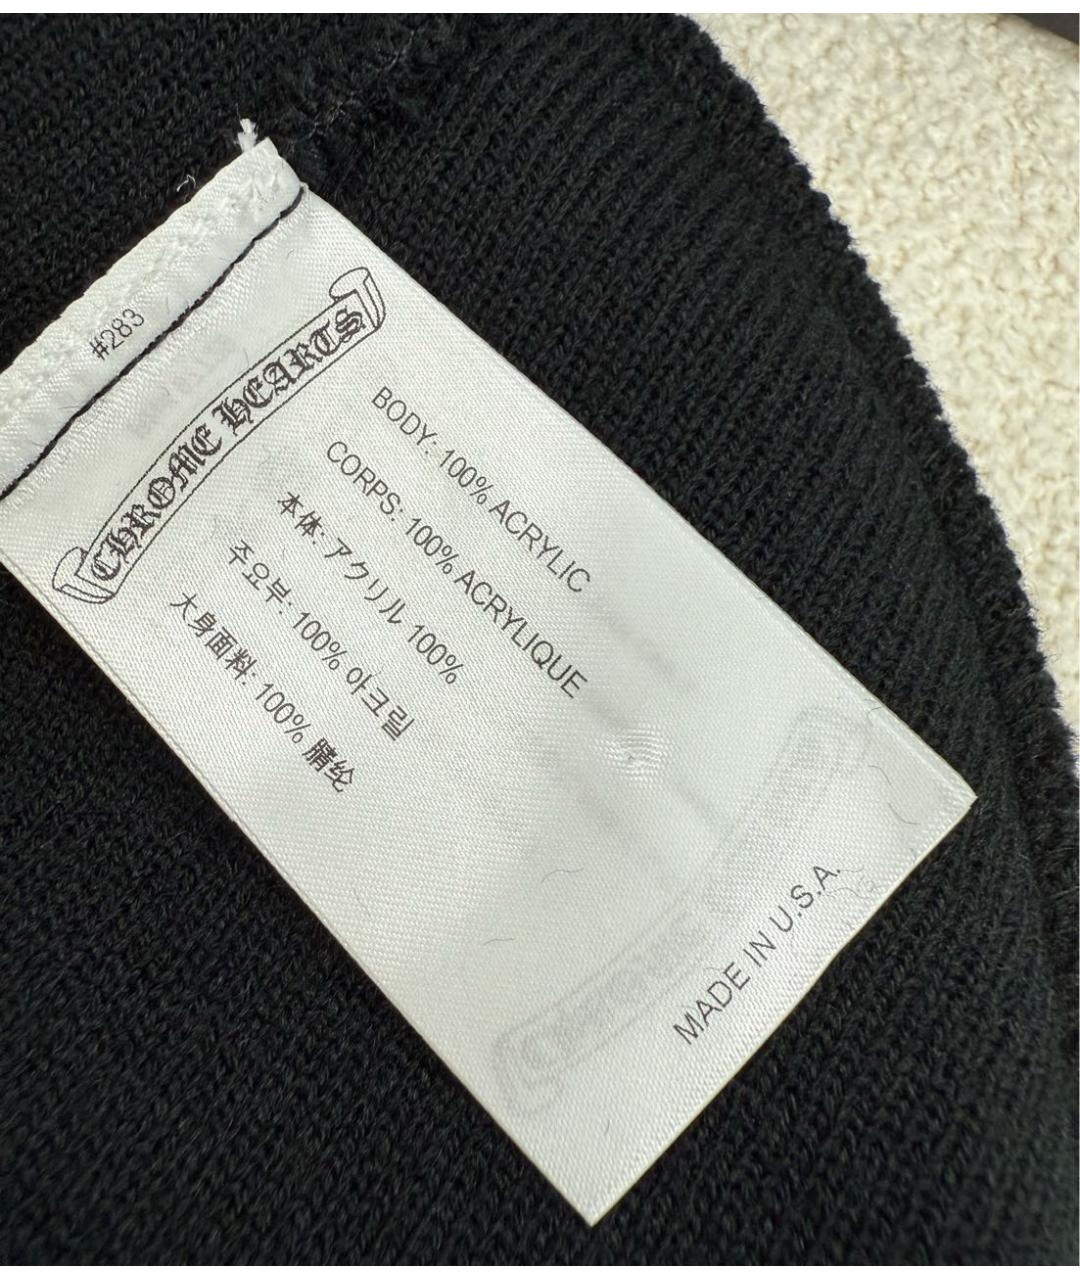 #283
CHROME HEARTS
BODY: 100% ACRYLIC
CORPS: 100% ACRYLIQUE
本体: アクリル 100%
주요부: 100% 아크릴
大身面料: 100% 腈纶
MADE IN U.S.A.